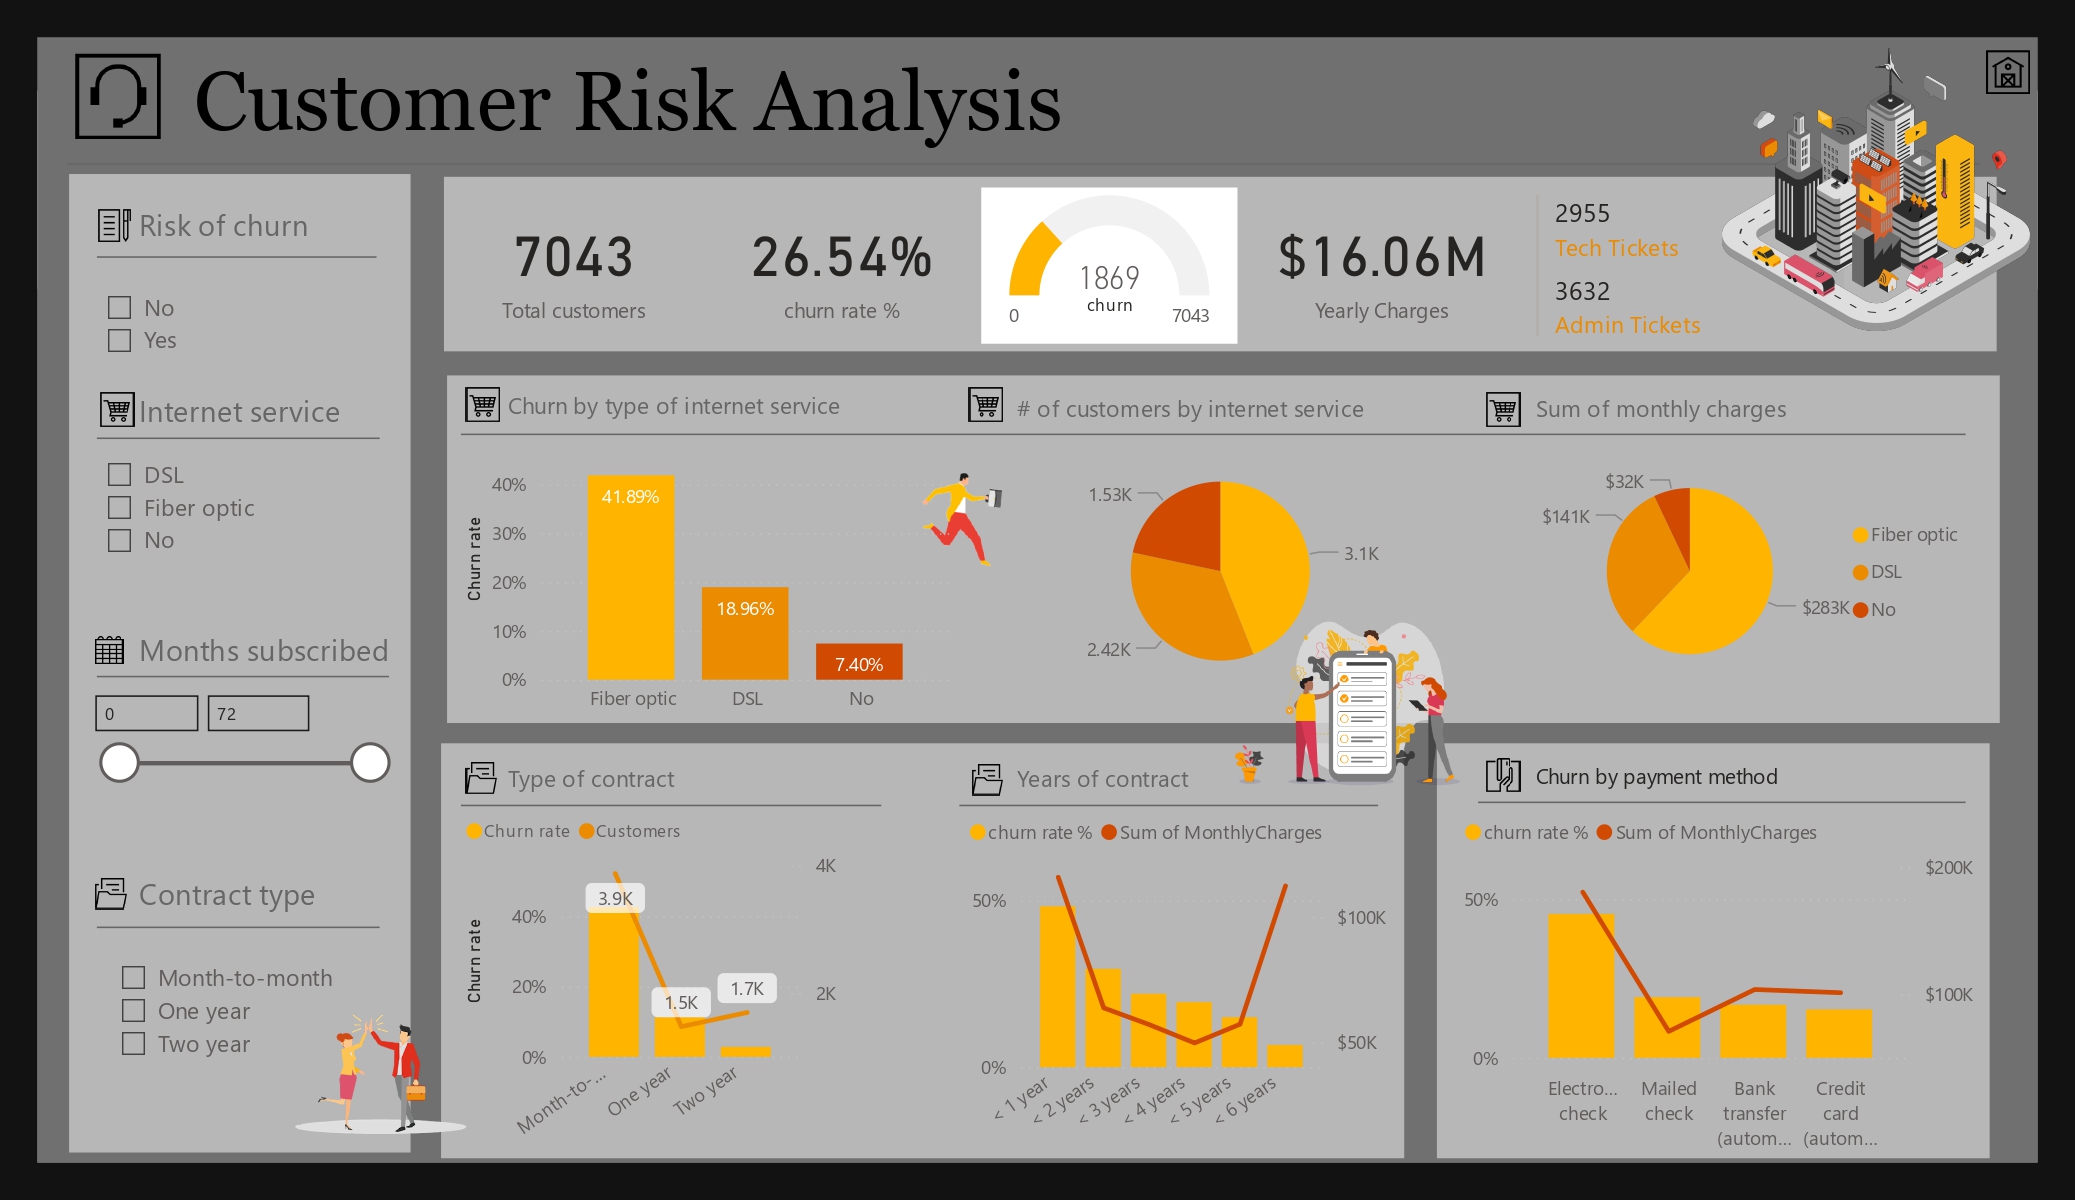 Customer Risk Analysis
Risk of churn
No
Yes
Internet service
DSL
Fiber optic
No
Months subscribed
0
72
Contract type
Month-to-month
One year
Two year
7043
Total customers
26.54%
churn rate %
1869
churn
0
7043
$16.06M
Yearly Charges
2955
Tech Tickets
3632
Admin Tickets
Churn by type of internet service
Churn rate
40%
30%
20%
10%
0%
41.89%
18.96%
7.40%
Fiber optic
DSL
No
# of customers by internet service
1.53K
3.1K
2.42K
Sum of monthly charges
$32K
$141K
$283K
Fiber optic
DSL
No
Type of contract
Churn rate
Customers
Churn rate
40%
20%
0%
4K
2K
3.9K
1.5K
1.7K
Month-to-...
One year
Two year
Years of contract
churn rate %
Sum of MonthlyCharges
50%
0%
$100K
$50K
< 1 year
< 2 years
< 3 years
< 4 years
< 5 years
< 6 years
Churn by payment method
churn rate %
Sum of MonthlyCharges
50%
0%
$200K
$100K
Electro...
check
Mailed
check
Bank
transfer
(autom...
Credit
card
(autom...